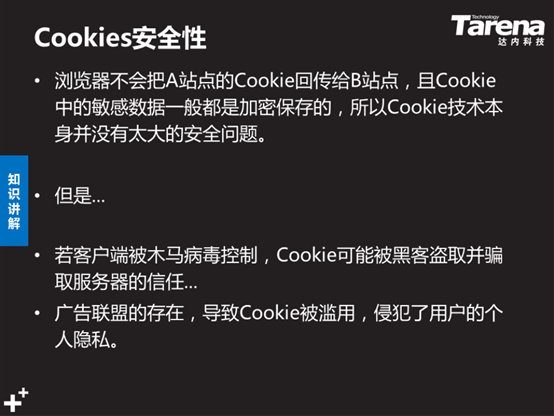 Cookies安全性
Technology
Tarena
达内科技
• 浏览器不会把A站点的Cookie回传给B站点，且Cookie
中的敏感数据一般都是加密保存的，所以Cookie技术本
身并没有太大的安全问题。
知识讲解
• 但是...
• 若客户端被木马病毒控制，Cookie可能被黑客盗取并骗
取服务器的信任...
• 广告联盟的存在，导致Cookie被滥用，侵犯了用户的个
人隐私。